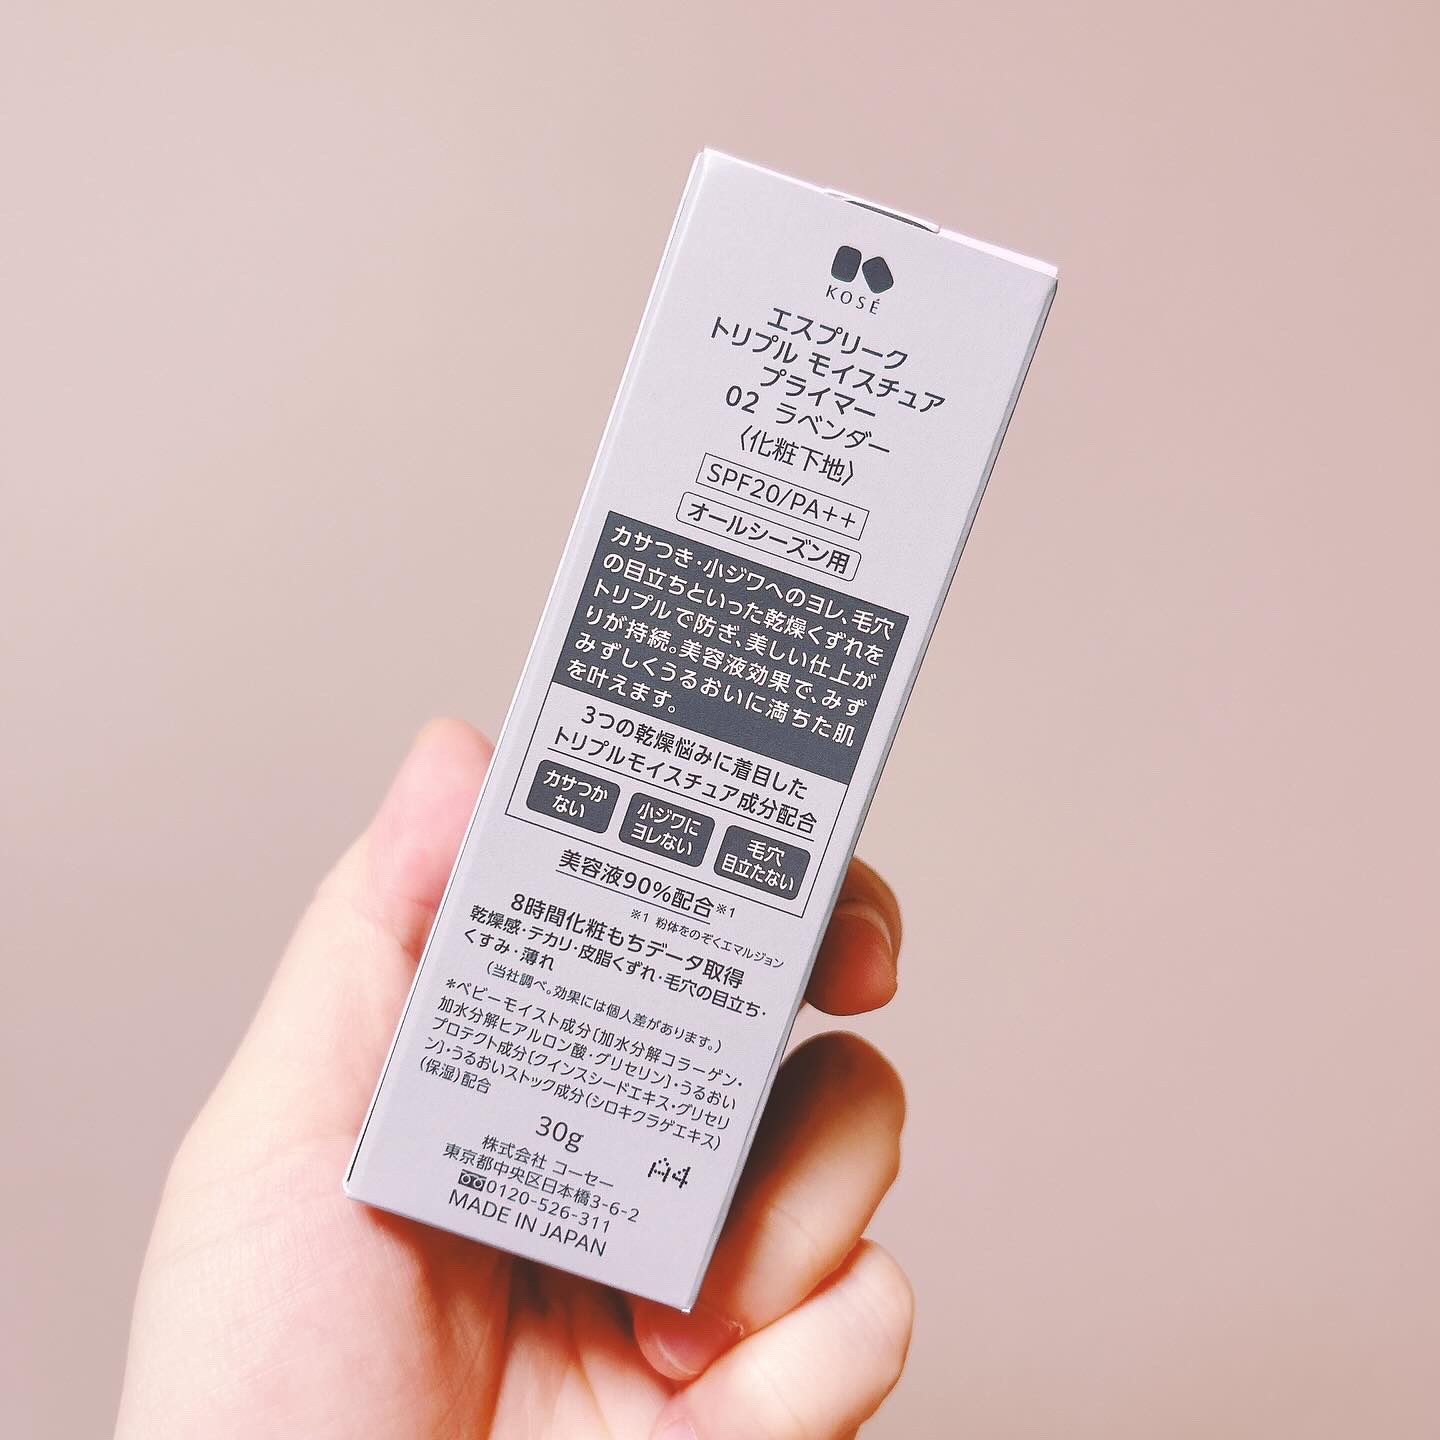 KOSÉ
エスプリーク
トリプル モイスチュア
プライマー
02 ラベンダー
〈化粧下地〉
SPF20/PA++
オールシーズン用
カサつき・小ジワへのヨレ、毛穴
の目立ちといった乾燥くずれを
トリプルで防ぎ、美しい仕上が
りが持続。美容液効果で、みず
みずしくうるおいに満ちた肌
を叶えます。
3つの乾燥悩みに着目した
トリプルモイスチュア成分配合
カサつか
ない
小ジワに
ヨレない
毛穴
目立たない
美容液90%配合※1
※1 粉体をのぞくエマルジョン
8時間化粧もちデータ取得
乾燥感・テカリ・皮脂くずれ・毛穴の目立ち・
くすみ・薄れ
（当社調べ。効果には個人差があります。）
＊ベビーモイスト成分〔加水分解コラーゲン・
加水分解ヒアルロン酸・グリセリン〕・うるおい
プロテクト成分〔クインスシードエキス・グリセリ
ン〕・うるおいストック成分（シロキクラゲエキス）
（保湿）配合
30g
株式会社 コーセー
A4
東京都中央区日本橋3-6-2
0120-526-311
MADE IN JAPAN